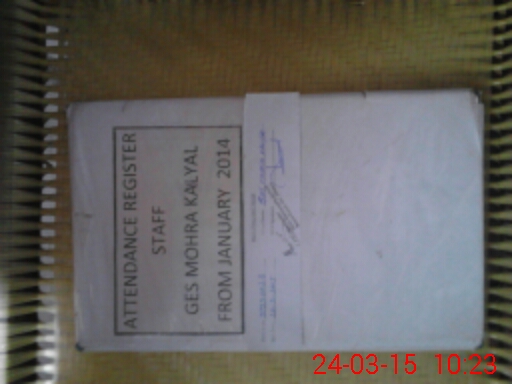 ATTENDANCE REGISTER
STAFF
GES MOHRA KALYAL
FROM JANUARY 2014
24-03-15 10:23